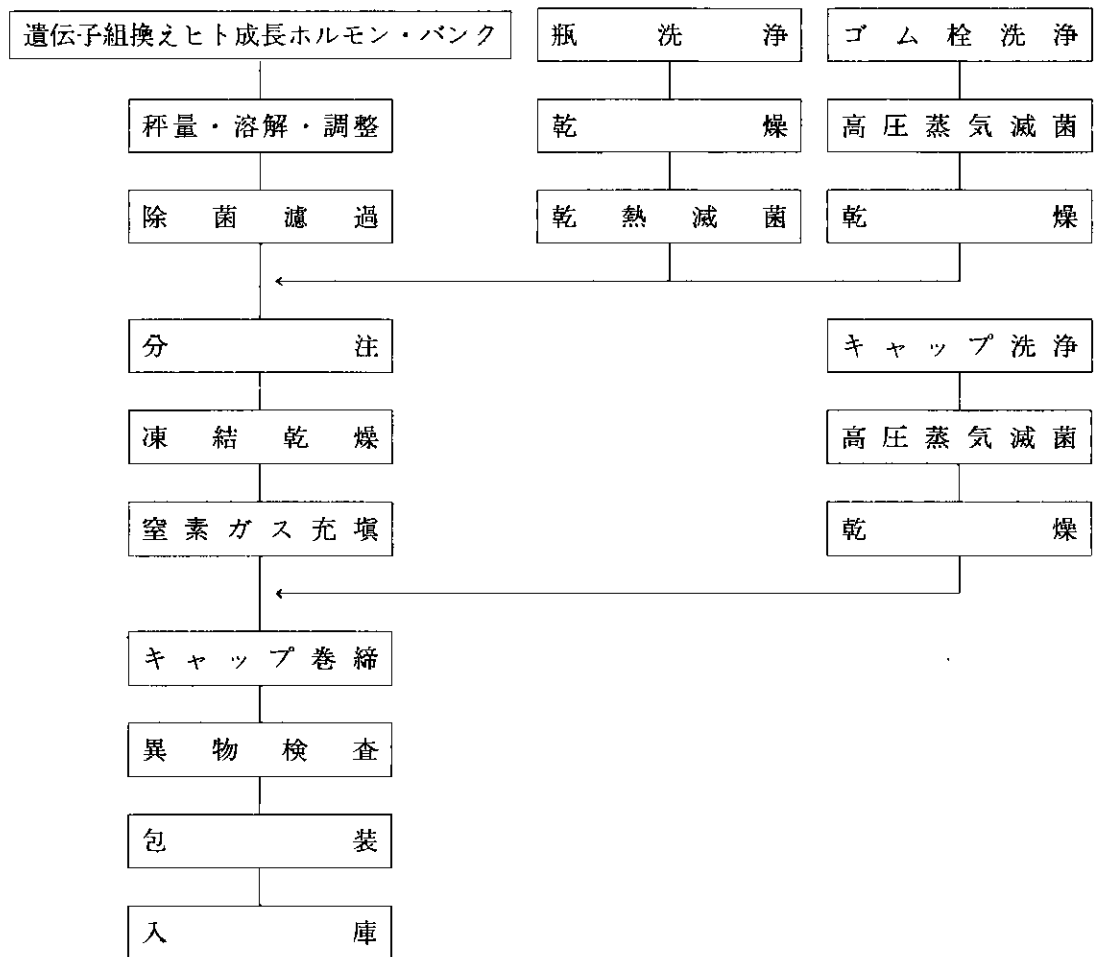 遺伝子組換えヒト成長ホルモン・バンク
瓶洗浄
ゴム栓洗浄
秤量・溶解・調整
乾燥
高圧蒸気滅菌
除菌濾過
乾熱滅菌
乾燥
分注
キャップ洗浄
凍結乾燥
高圧蒸気滅菌
窒素ガス充塡
乾燥
キャップ巻締
異物検査
包装
入庫